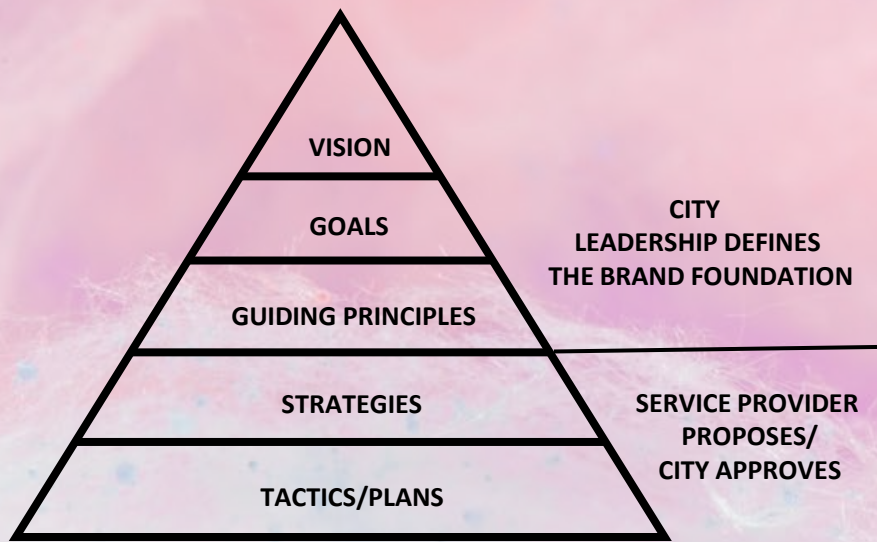 VISION
GOALS
GUIDING PRINCIPLES
CITY
LEADERSHIP DEFINES
THE BRAND FOUNDATION
STRATEGIES
TACTICS/PLANS
SERVICE PROVIDER
PROPOSES/
CITY APPROVES